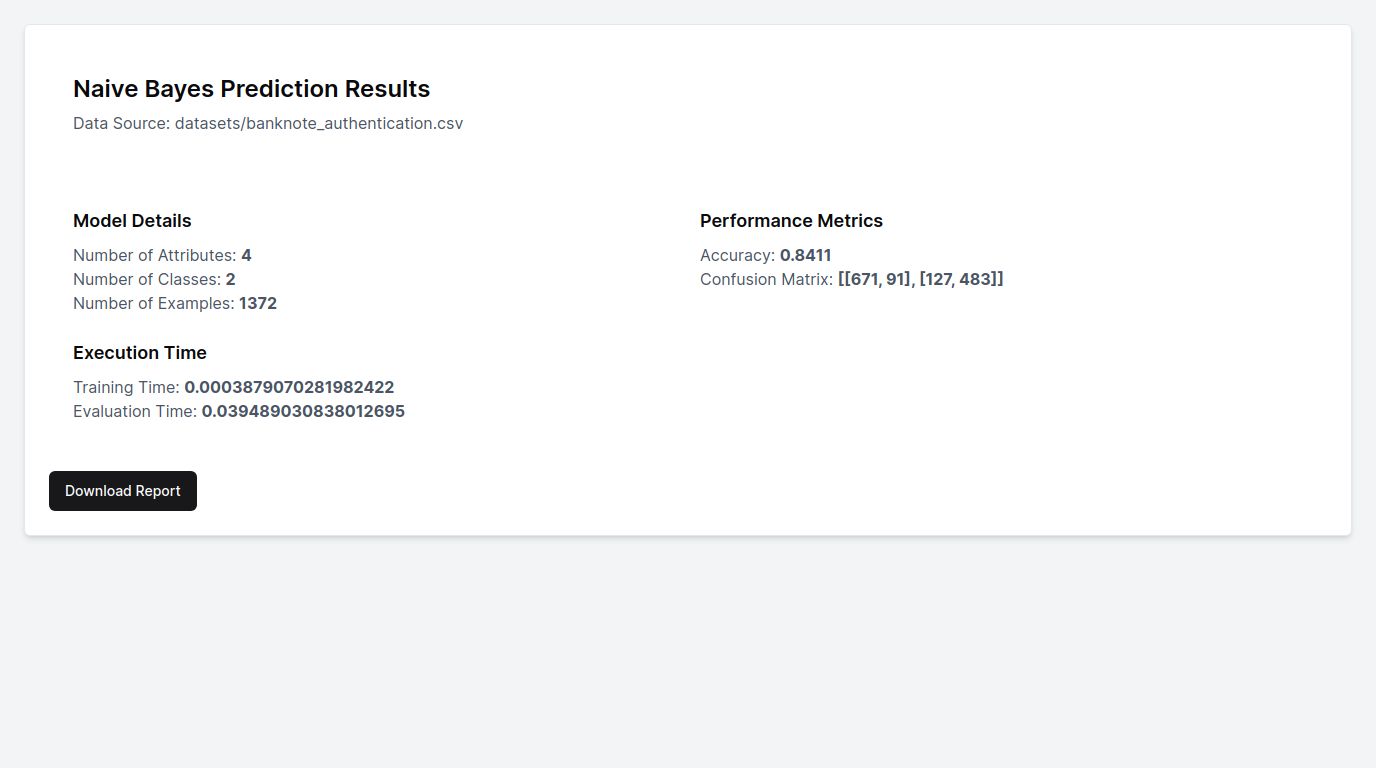 Naive Bayes Prediction Results
Data Source: datasets/banknote_authentication.csv
Model Details
Number of Attributes: 4
Number of Classes: 2
Number of Examples: 1372
Performance Metrics
Accuracy: 0.8411
Confusion Matrix: [[671, 91], [127, 483]]
Execution Time
Training Time: 0.0003879070281982422
Evaluation Time: 0.039489030838012695
Download Report